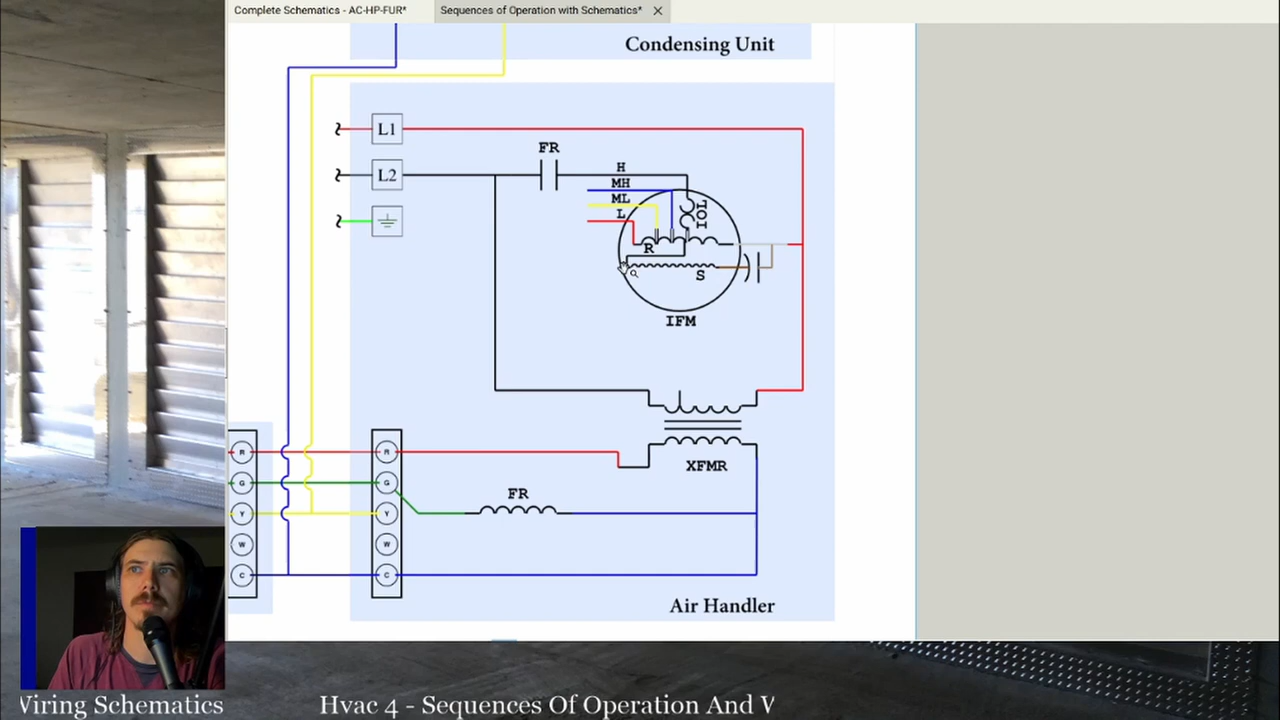 Complete Schematics - AC-HP-FUR*
Sequences of Operation with Schematics*
Condensing Unit
L1
FR
L2
H
MH
ML
L
IOL
R
S
IFM
R
R
G
G
Y
Y
W
W
C
C
XFMR
FR
Air Handler
Viring Schematics
Hvac 4 - Sequences Of Operation And V